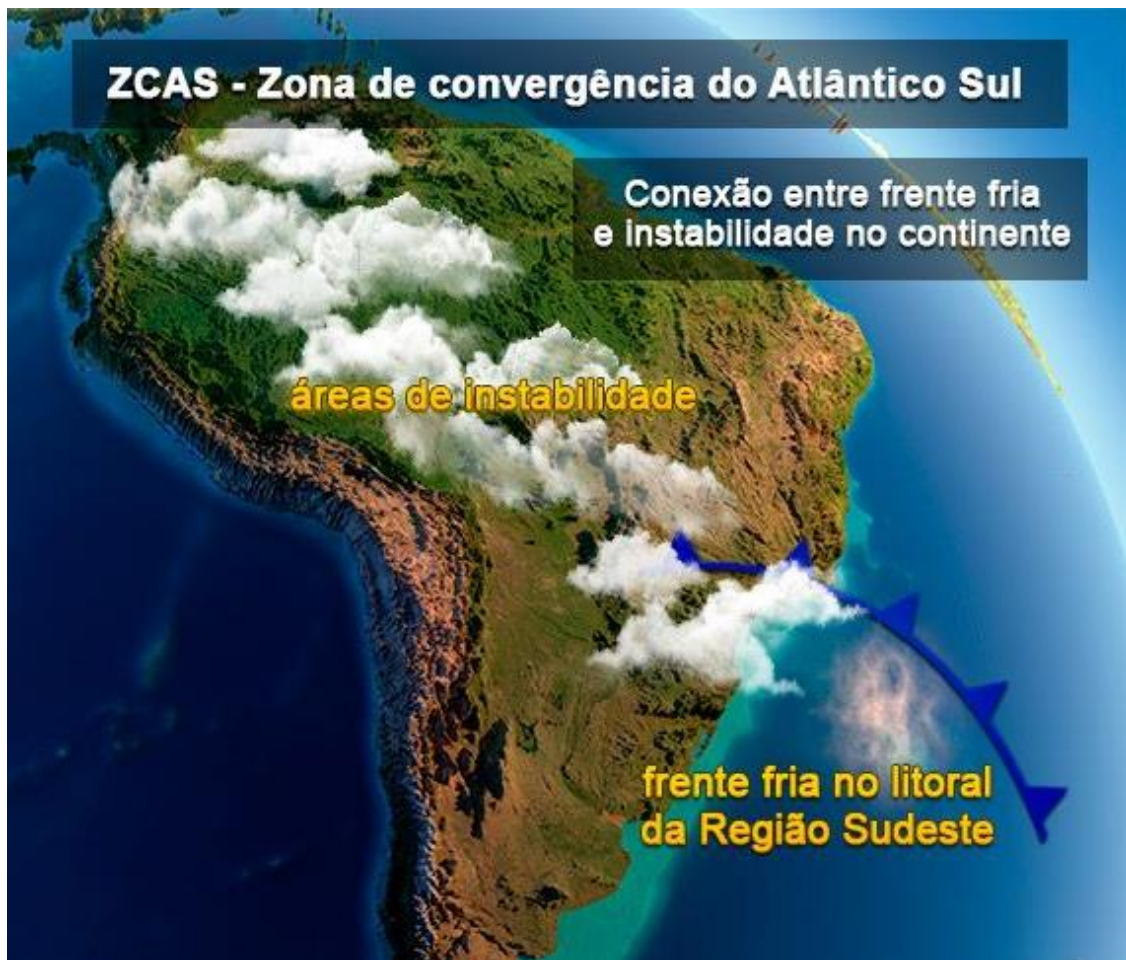 ZCAS - Zona de convergência do Atlântico Sul
Conexão entre frente fria
e instabilidade no continente
áreas de instabilidade
frente fria no litoral
da Região Sudeste